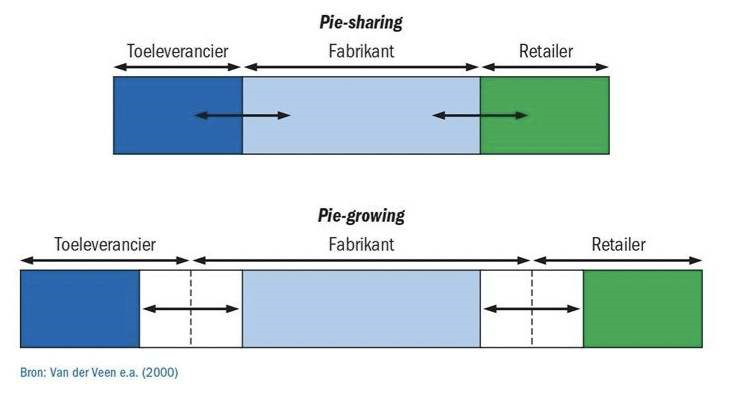 Pie-sharing
Toeleverancier Fabrikant Retailer
Pie-growing
Toeleverancier Fabrikant Retailer
Bron: Van der Veen e.a. (2000)